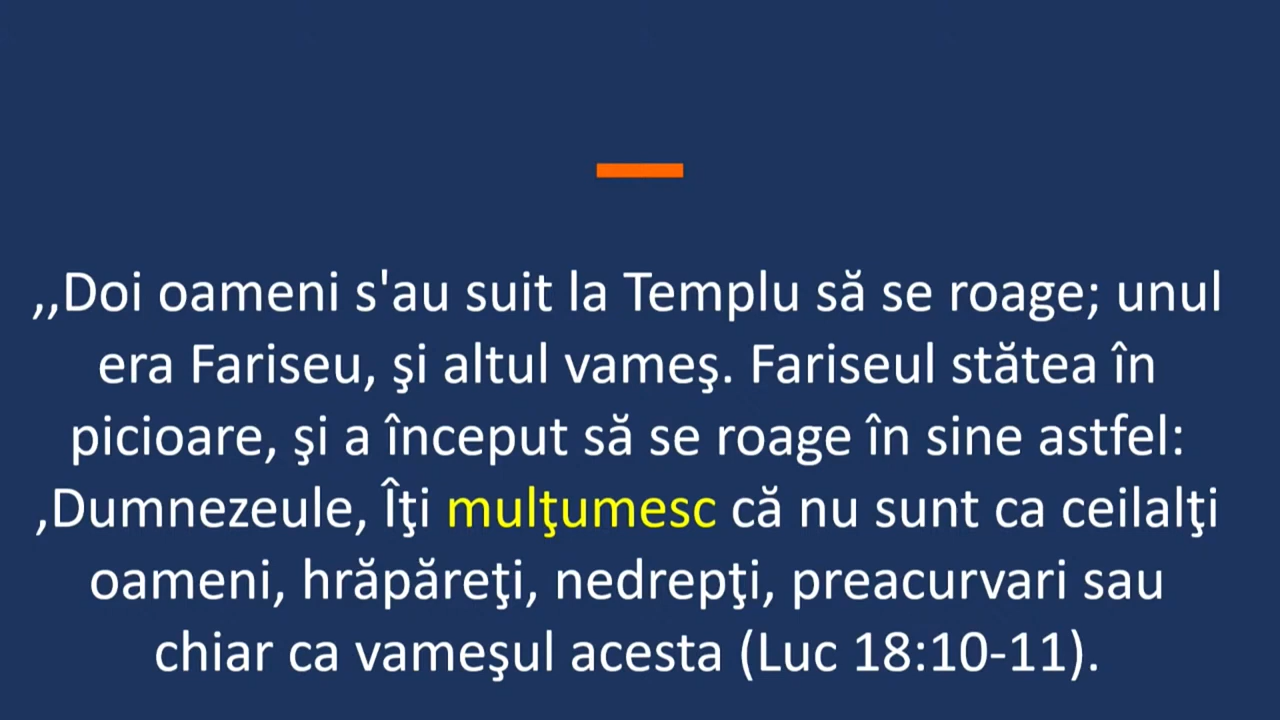 ,,Doi oameni s'au suit la Templu să se roage; unul
era Fariseu, şi altul vameş. Fariseul stătea în
picioare, şi a început să se roage în sine astfel:
‚Dumnezeule, Îţi mulţumesc că nu sunt ca ceilalţi
oameni, hrăpăreţi, nedrepţi, preacurvari sau
chiar ca vameşul acesta (Luc 18:10-11).